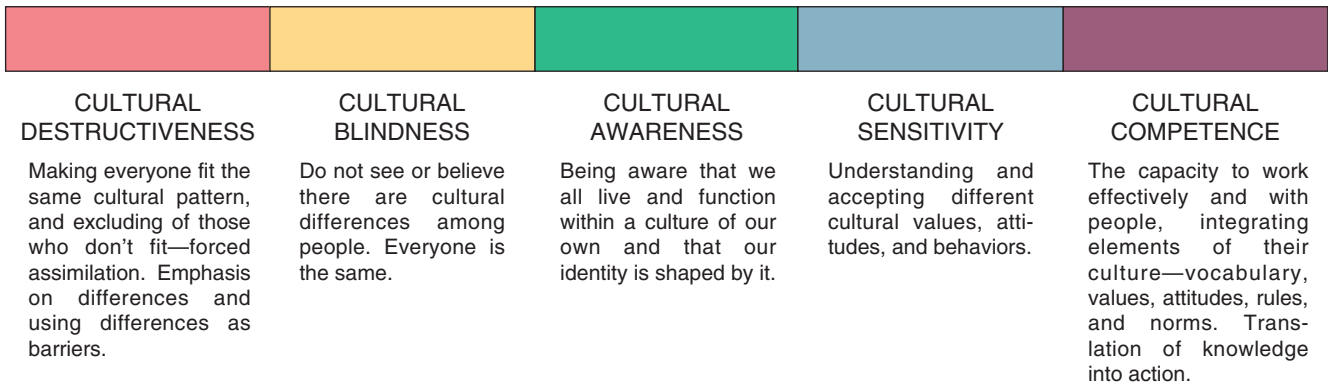 CULTURAL
DESTRUCTIVENESS
Making everyone fit the
same cultural pattern,
and excluding of those
who don't fit—forced
assimilation. Emphasis
on differences and
using differences as
barriers.
CULTURAL
BLINDNESS
Do not see or believe
there are cultural
differences among
people. Everyone is
the same.
CULTURAL
AWARENESS
Being aware that we
all live and function
within a culture of our
own and that our
identity is shaped by it.
CULTURAL
SENSITIVITY
Understanding and
accepting different
cultural values, atti-
tudes, and behaviors.
CULTURAL
COMPETENCE
The capacity to work
effectively and with
people, integrating
elements of their
culture—vocabulary,
values, attitudes, rules,
and norms. Trans-
lation of knowledge
into action.